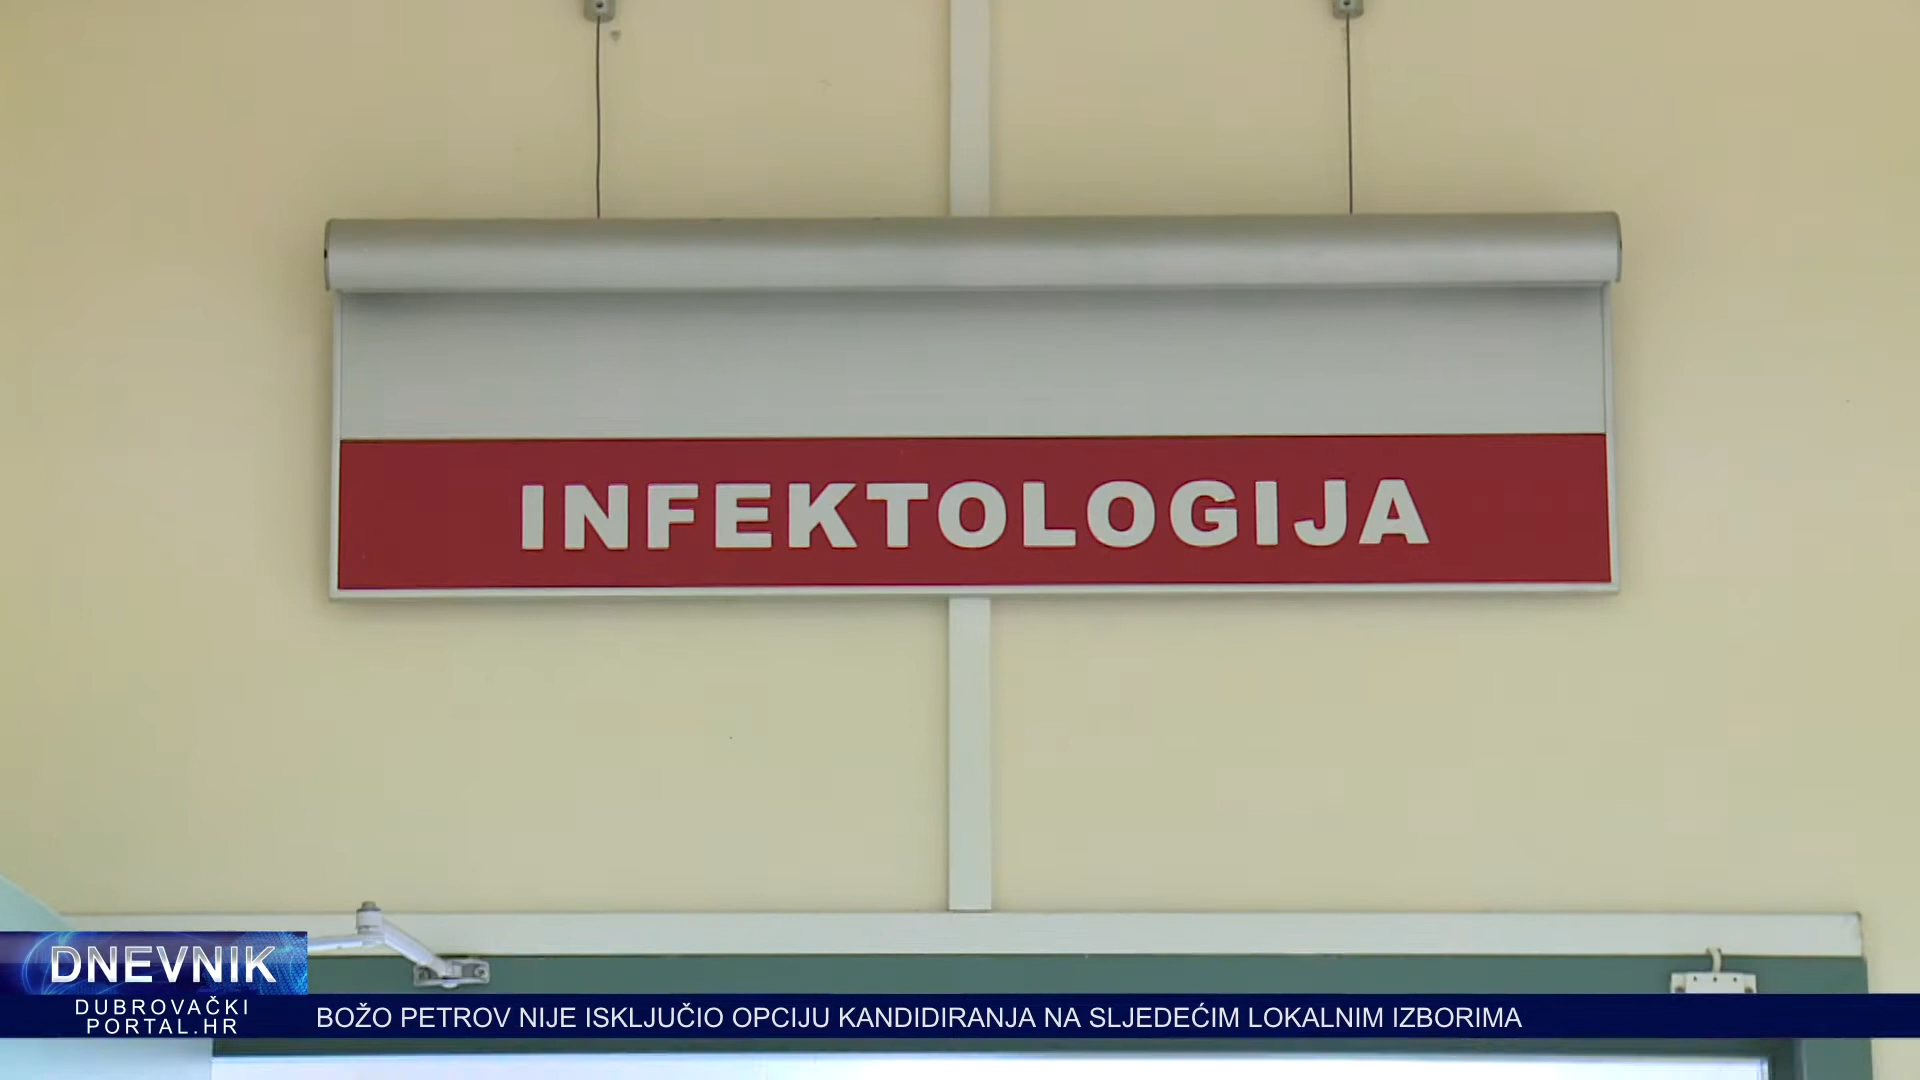 INFEKTOLOGIJA
DNEVNIK
DUBROVAČKI
PORTAL.HR
BOŽO PETROV NIJE ISKLJUČIO OPCIJU KANDIDIRANJA NA SLJEDEĆIM LOKALNIM IZBORIMA